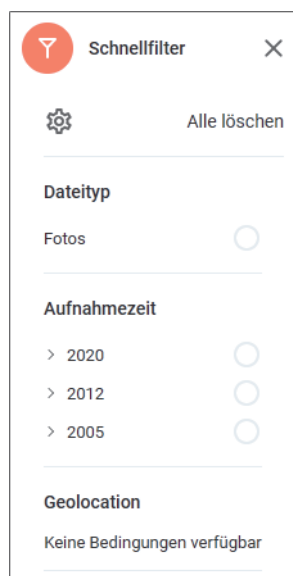 Schnellfilter
Alle löschen
Dateityp
Fotos
Aufnahmezeit
2020
2012
2005
Geolocation
Keine Bedingungen verfügbar